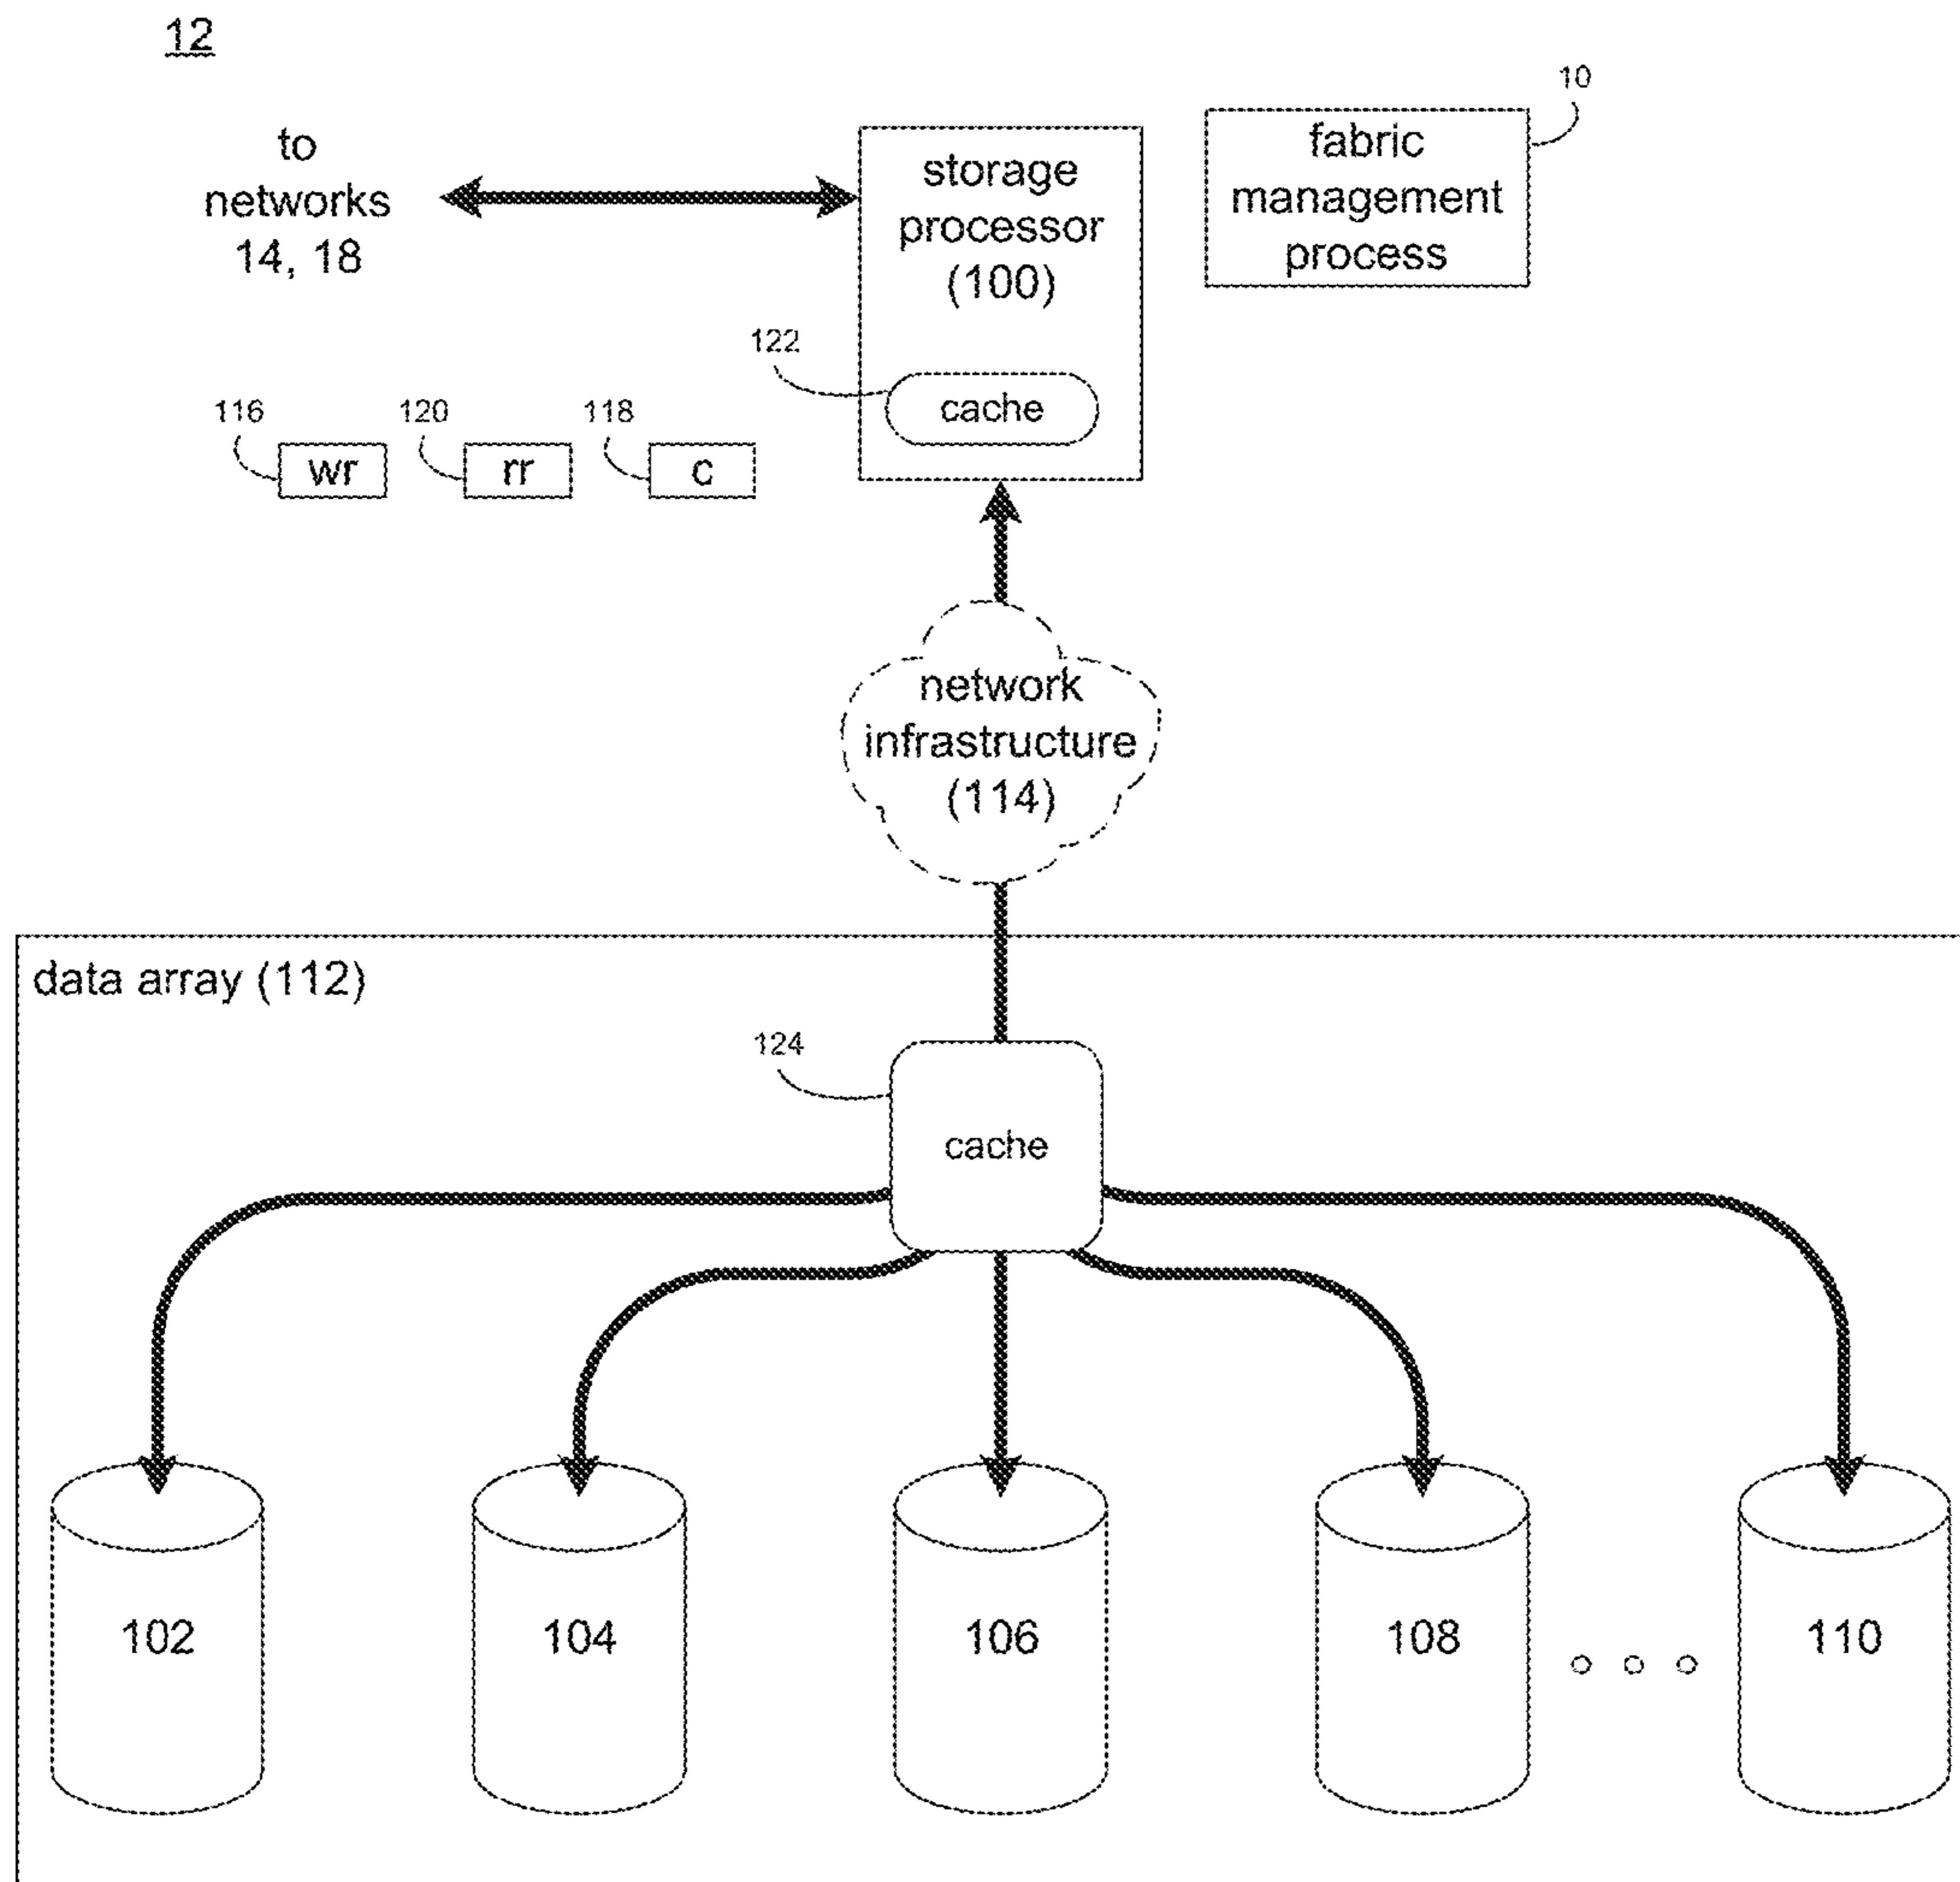 12
to
networks
14, 18
storage
processor
(100)
10
fabric
management
process
122
cache
116
wr
120
rr
118
c
network
infrastructure
(114)
data array (112)
124
cache
102
104
106
108
110